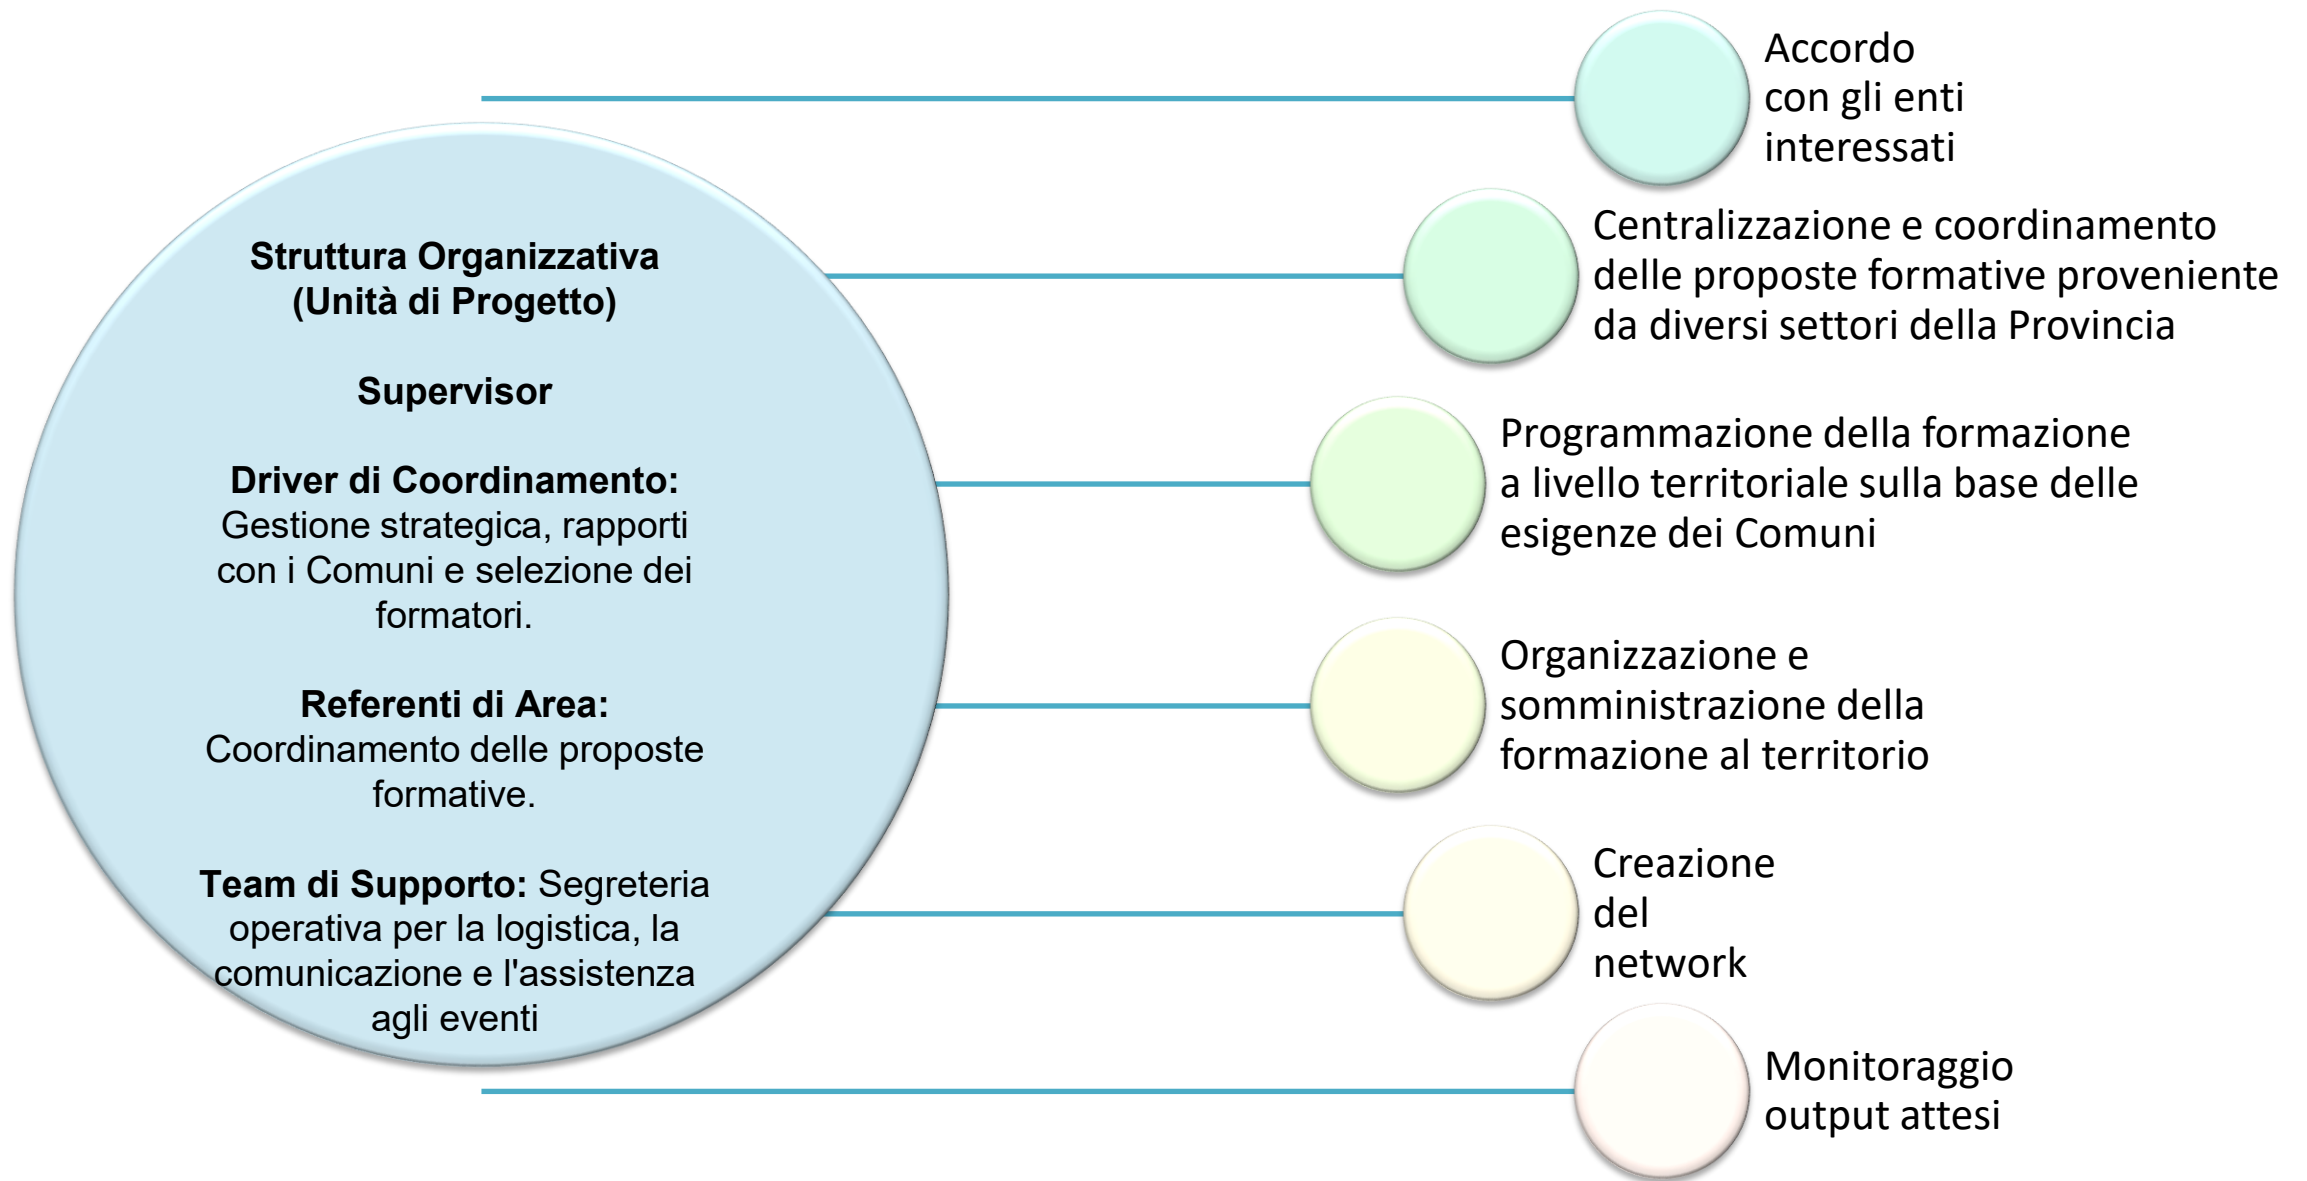 Struttura Organizzativa
(Unità di Progetto)
Supervisor
Driver di Coordinamento:
Gestione strategica, rapporti
con i Comuni e selezione dei
formatori.
Referenti di Area:
Coordinamento delle proposte
formative.
Team di Supporto: Segreteria
operativa per la logistica, la
comunicazione e l'assistenza
agli eventi
Accordo
con gli enti
interessati
Centralizzazione e coordinamento
delle proposte formative proveniente
da diversi settori della Provincia
Programmazione della formazione
a livello territoriale sulla base delle
esigenze dei Comuni
Organizzazione e
somministrazione della
formazione al territorio
Creazione
del
network
Monitoraggio
output attesi